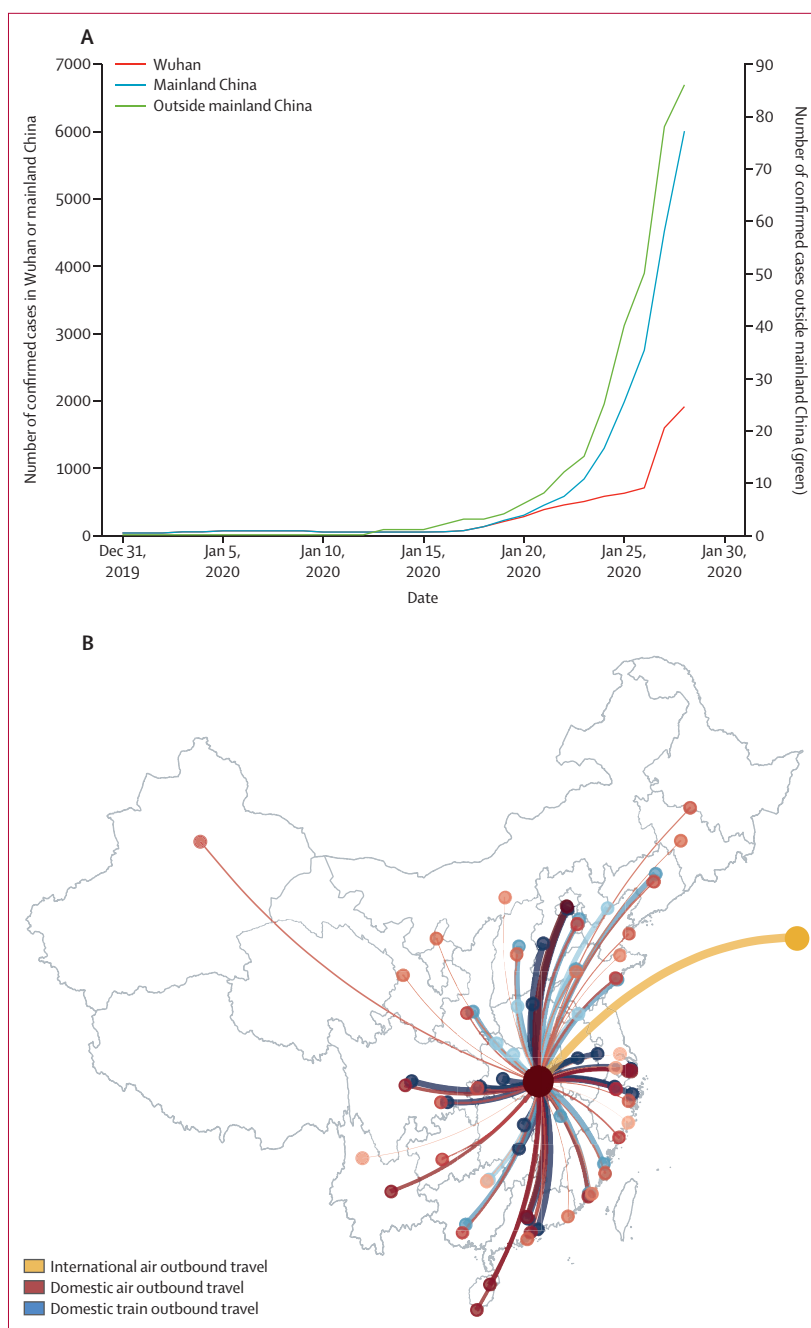 A
Wuhan
Mainland China
Outside mainland China
Number of confirmed cases in Wuhan or mainland China
7000
6000
5000
4000
3000
2000
1000
0
Number of confirmed cases outside mainland China (green)
90
80
70
60
50
40
30
20
10
0
Dec 31, 2019
Jan 5, 2020
Jan 10, 2020
Jan 15, 2020
Jan 20, 2020
Jan 25, 2020
Jan 30, 2020
Date
B
International air outbound travel
Domestic air outbound travel
Domestic train outbound travel